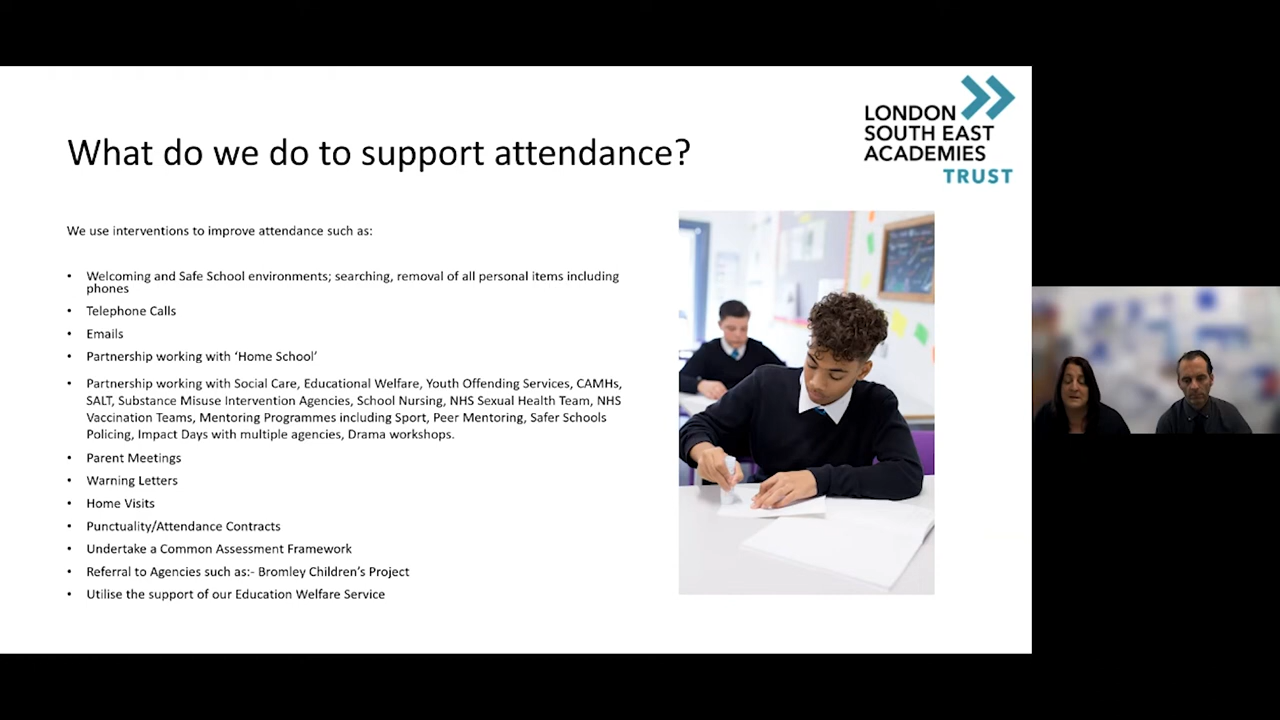 LONDON
SOUTH EAST
ACADEMIES
TRUST
What do we do to support attendance?
We use interventions to improve attendance such as:
• Welcoming and Safe School environments; searching, removal of all personal items including
phones
• Telephone Calls
• Emails
• Partnership working with ‘Home School’
• Partnership working with Social Care, Educational Welfare, Youth Offending Services, CAMHs,
SALT, Substance Misuse Intervention Agencies, School Nursing, NHS Sexual Health Team, NHS
Vaccination Teams, Mentoring Programmes including Sport, Peer Mentoring, Safer Schools
Policing, Impact Days with multiple agencies, Drama workshops.
• Parent Meetings
• Warning Letters
• Home Visits
• Punctuality/Attendance Contracts
• Undertake a Common Assessment Framework
• Referral to Agencies such as:- Bromley Children’s Project
• Utilise the support of our Education Welfare Service